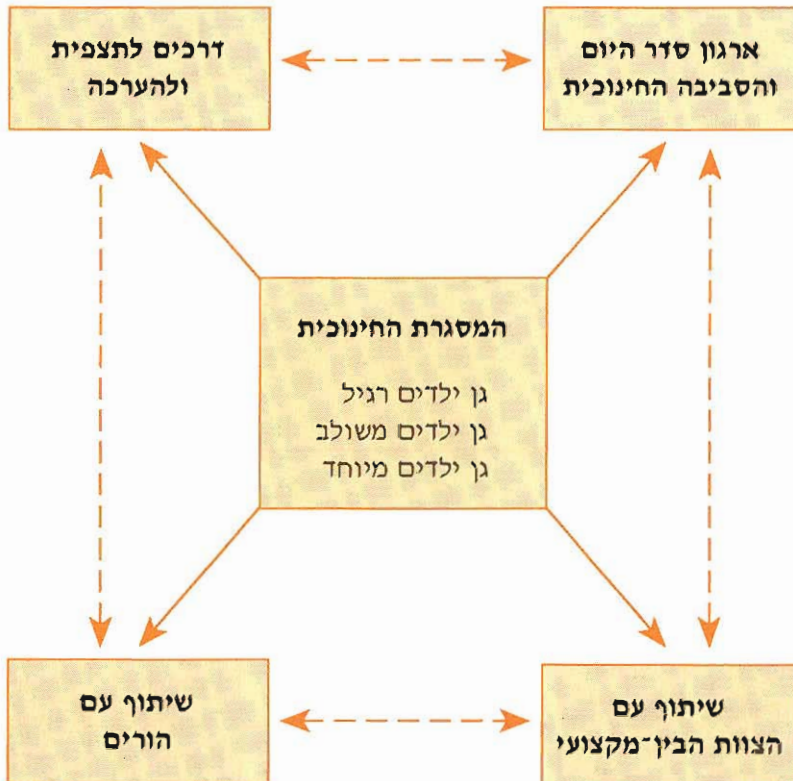 ארגון סדר היום
והסביבה החינוכית
דרכים לתצפית
ולהערכה
המסגרת החינוכית
גן ילדים רגיל
גן ילדים משולב
גן ילדים מיוחד
שיתוף עם
הצוות הבין־מקצועי
שיתוף עם
הורים